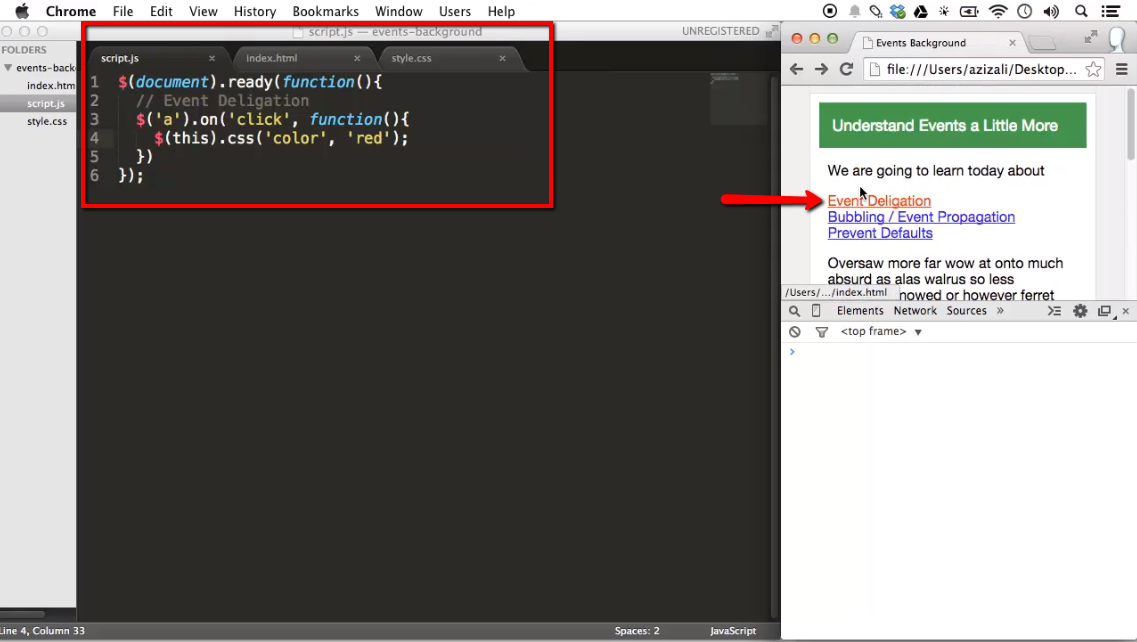 Chrome File Edit View History Bookmarks Window Users Help
script.js — events-background
UNREGISTERED
FOLDERS
events-back
index.htm
script.js
style.css
script.js × index.html × style.css ×
1 $(document).ready(function(){
2 // Event Deligation
3 $('a').on('click', function(){
4 $(this).css('color', 'red');
5 })
6 });
Line 4, Column 33
Spaces: 2
JavaScript
Events Background ×
file:///Users/azizali/Desktop...
Understand Events a Little More
We are going to learn today about
Event Deligation
Bubbling / Event Propagation
Prevent Defaults
Oversaw more far wow at onto much
absurd as alas walrus so less
nowed or however ferret
/Users/.../index.html
Elements Network Sources »
<top frame> ▼